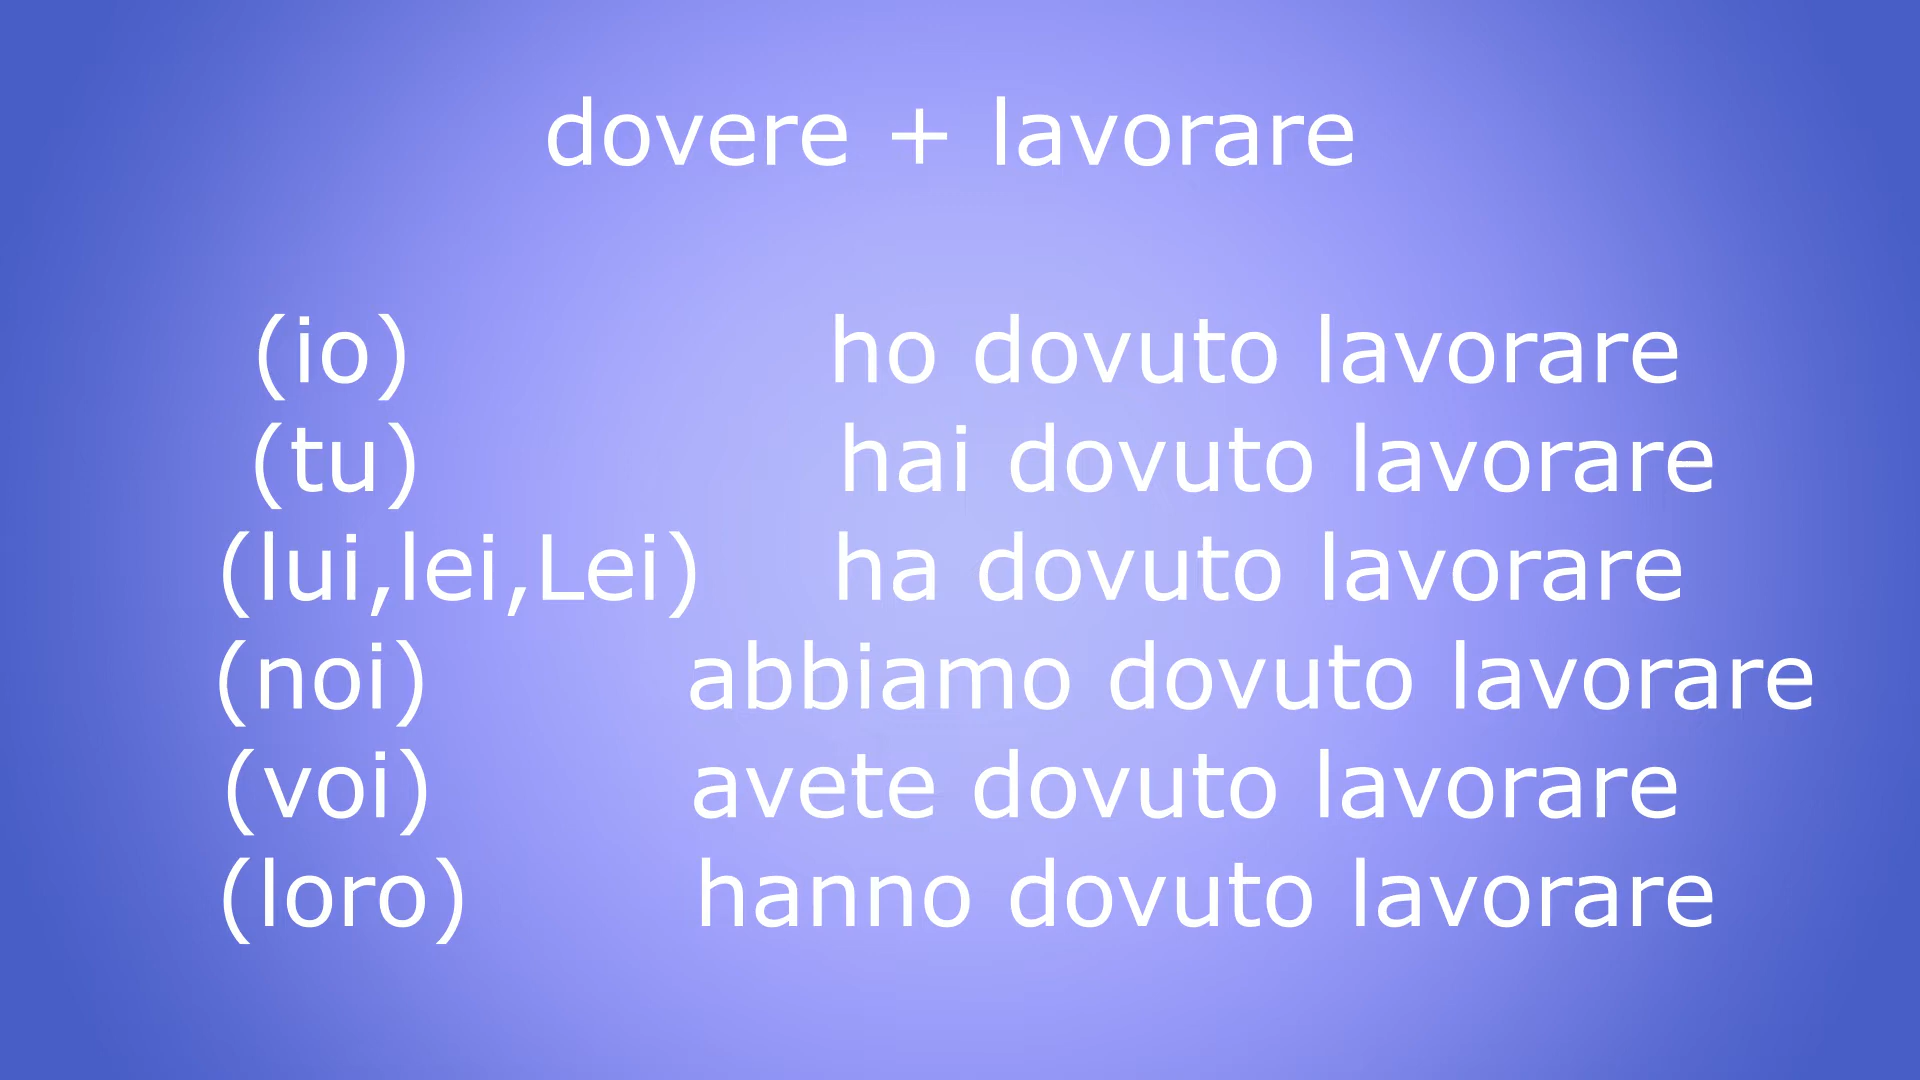 dovere + lavorare
(io) ho dovuto lavorare
(tu) hai dovuto lavorare
(lui,lei,Lei) ha dovuto lavorare
(noi) abbiamo dovuto lavorare
(voi) avete dovuto lavorare
(loro) hanno dovuto lavorare